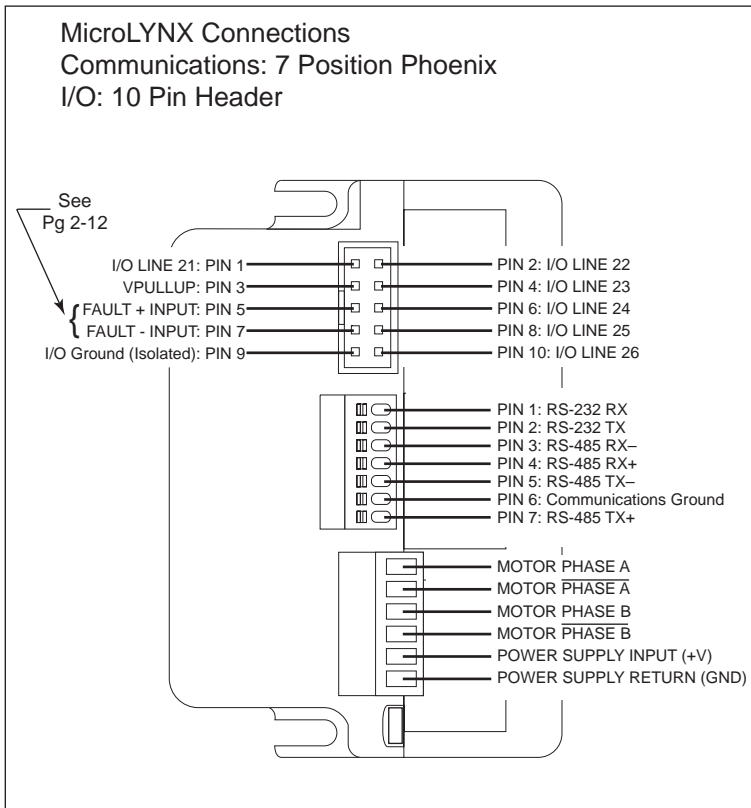 MicroLYNX Connections
Communications: 7 Position Phoenix
I/O: 10 Pin Header
See
Pg 2-12
I/O LINE 21: PIN 1
VPULLUP: PIN 3
FAULT + INPUT: PIN 5
FAULT - INPUT: PIN 7
I/O Ground (Isolated): PIN 9
PIN 2: I/O LINE 22
PIN 4: I/O LINE 23
PIN 6: I/O LINE 24
PIN 8: I/O LINE 25
PIN 10: I/O LINE 26
PIN 1: RS-232 RX
PIN 2: RS-232 TX
PIN 3: RS-485 RX–
PIN 4: RS-485 RX+
PIN 5: RS-485 TX–
PIN 6: Communications Ground
PIN 7: RS-485 TX+
MOTOR PHASE A
MOTOR P̅H̅A̅S̅E̅ A̅
MOTOR PHASE B
MOTOR P̅H̅A̅S̅E̅ B̅
POWER SUPPLY INPUT (+V)
POWER SUPPLY RETURN (GND)